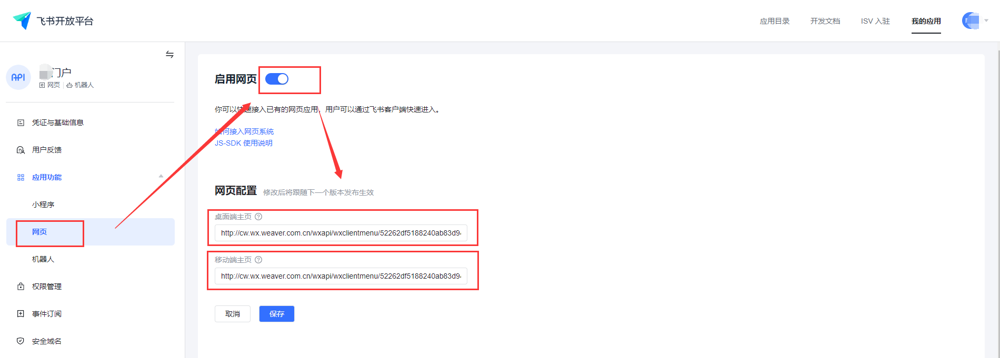 飞书开放平台
应用目录
开发文档
ISV 入驻
我的应用
门户
网页
机器人
API
凭证与基础信息
用户反馈
应用功能
小程序
网页
机器人
权限管理
事件订阅
安全域名
启用网页
你可以快速接入已有的网页应用，用户可以通过飞书客户端快速进入。
如何接入网页系统
JS-SDK 使用说明
网页配置 修改后将跟随下一个版本发布生效
桌面端主页
http://cw.wx.weaver.com.cn/wxapi/wxclientmenu/52262df5188240ab83d94
移动端主页
http://cw.wx.weaver.com.cn/wxapi/wxclientmenu/52262df5188240ab83d94
取消
保存